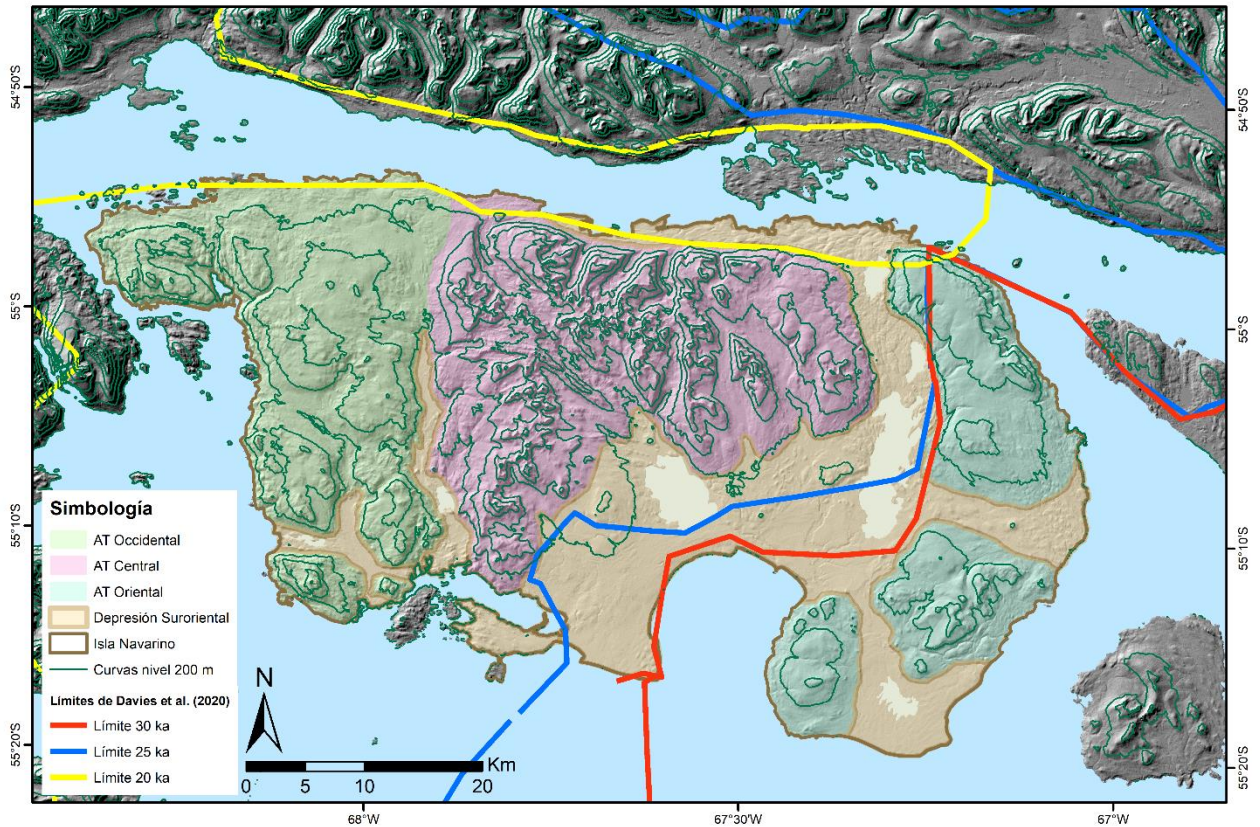 54°50'S
55°S
55°10'S
55°20'S
54°50'S
55°S
55°10'S
55°20'S
Simbología
AT Occidental
AT Central
AT Oriental
Depresión Suroriental
Isla Navarino
Curvas nivel 200 m
Límites de Davies et al. (2020)
Límite 30 ka
Límite 25 ka
Límite 20 ka
N
Km
0 5 10 20
68°W
67°30'W
67°W